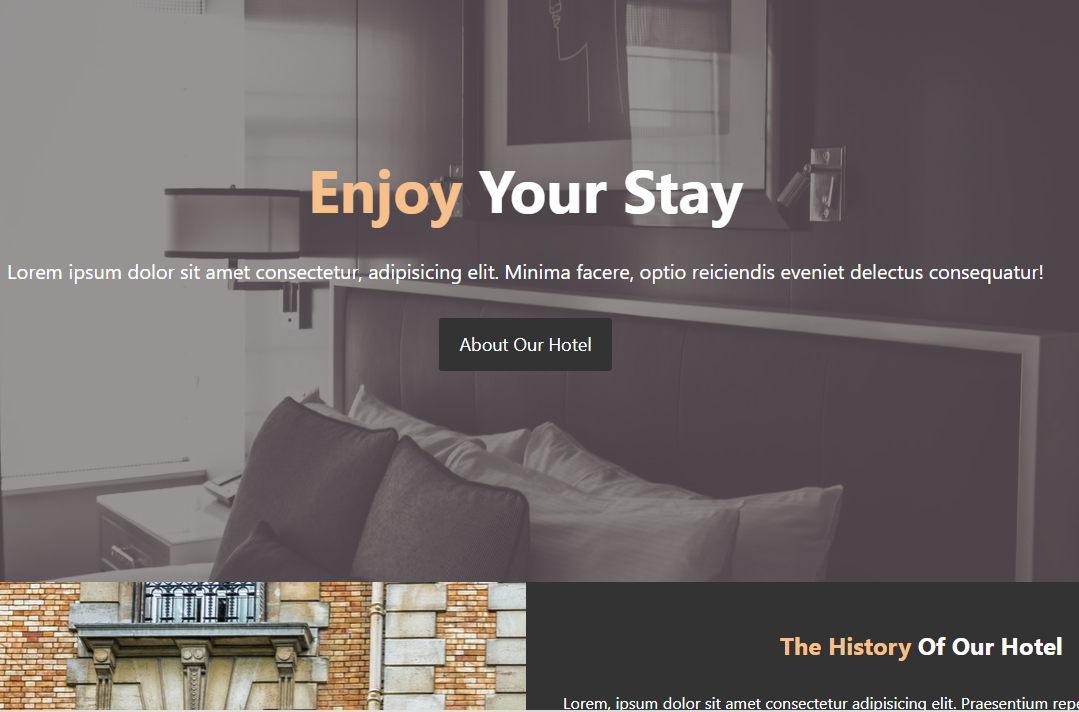 Enjoy Your Stay
Lorem ipsum dolor sit amet consectetur, adipisicing elit. Minima facere, optio reiciendis eveniet delectus consequatur!
About Our Hotel
The History Of Our Hotel
Lorem, ipsum dolor sit amet consectetur adipisicing elit. Praesentium